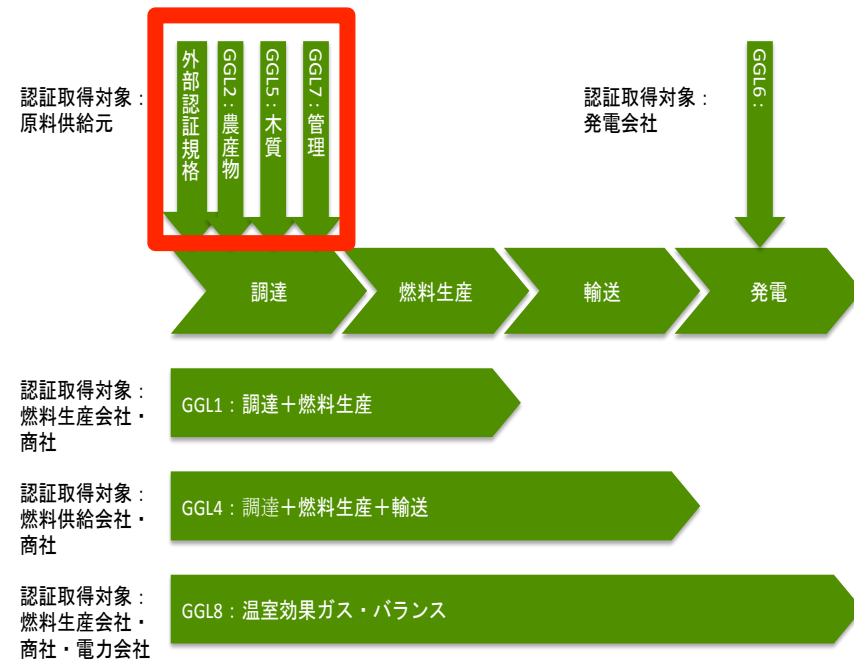 認証取得対象：
原料供給元
外部認証規格
GGL2：農産物
GGL5：木質
GGL7：管理
認証取得対象：
発電会社
GGL6：
調達
燃料生産
輸送
発電
認証取得対象：
燃料生産会社・
商社
GGL1：調達＋燃料生産
認証取得対象：
燃料供給会社・
商社
GGL4：調達＋燃料生産＋輸送
認証取得対象：
燃料生産会社・
商社・電力会社
GGL8：温室効果ガス・バランス